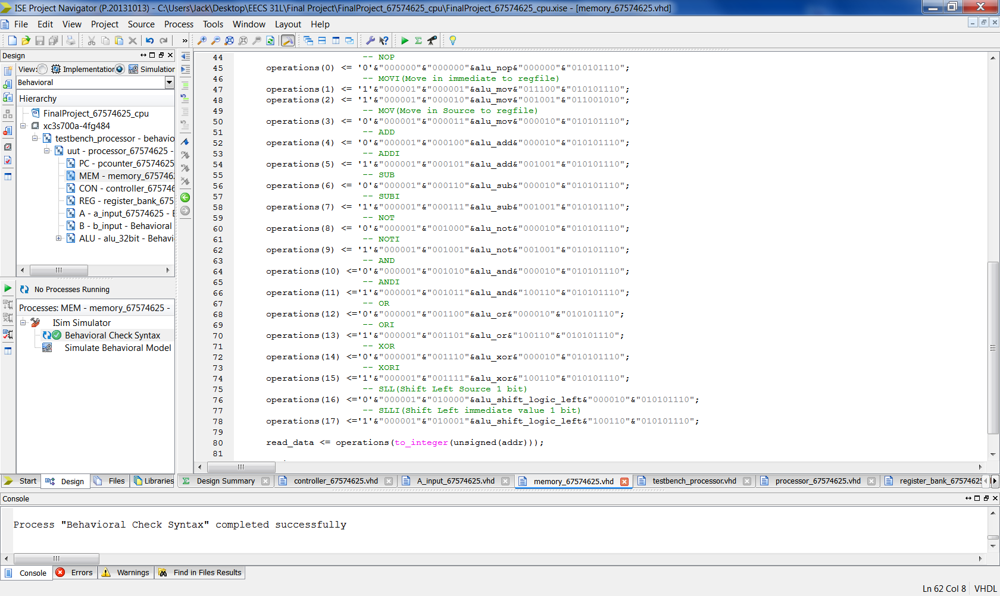 ISE Project Navigator (P.20131013) - C:\Users\Jack\Desktop\EECS 31L\Final Project\FinalProject_67574625_cpu\FinalProject_67574625_cpu.xise - [memory_67574625.vhd]
File Edit View Project Source Process Tools Window Layout Help
Design
View: Implementation Simulation
Behavioral
Hierarchy
FinalProject_67574625_cpu
xc3s700a-4fg484
testbench_processor - behavio
uut - processor_67574625 -
PC - pcounter_67574625
MEM - memory_6757462
CON - controller_675746
REG - register_bank_675
A - a_input_67574625 - B
B - b_input - Behavioral
ALU - alu_32bit - Behavi
No Processes Running
Processes: MEM - memory_67574625 -
ISim Simulator
Behavioral Check Syntax
Simulate Behavioral Model
Start Design Files Libraries
44 -- NOP
45 operations(0) <= '0'&"000000"&"000000"&alu_nop&"000000"&"010101110";
46 -- MOVI(Move in immediate to regfile)
47 operations(1) <= '1'&"000001"&"000001"&alu_mov&"011100"&"010101110";
48 operations(2) <= '1'&"000001"&"000010"&alu_mov&"001001"&"011001010";
49 -- MOV(Move in Source to regfile)
50 operations(3) <= '0'&"000001"&"000011"&alu_mov&"000010"&"010101110";
51 -- ADD
52 operations(4) <= '0'&"000001"&"000100"&alu_add&"000010"&"010101110";
53 -- ADDI
54 operations(5) <= '1'&"000001"&"000101"&alu_add&"001001"&"010101110";
55 -- SUB
56 operations(6) <= '0'&"000001"&"000110"&alu_sub&"000010"&"010101110";
57 -- SUBI
58 operations(7) <= '1'&"000001"&"000111"&alu_sub&"001001"&"010101110";
59 -- NOT
60 operations(8) <= '0'&"000001"&"001000"&alu_not&"000010"&"010101110";
61 -- NOTI
62 operations(9) <= '1'&"000001"&"001001"&alu_not&"001001"&"010101110";
63 -- AND
64 operations(10) <='0'&"000001"&"001010"&alu_and&"000010"&"010101110";
65 -- ANDI
66 operations(11) <='1'&"000001"&"001011"&alu_and&"100110"&"010101110";
67 -- OR
68 operations(12) <='0'&"000001"&"001100"&alu_or&"000010"&"010101110";
69 -- ORI
70 operations(13) <='1'&"000001"&"001101"&alu_or&"100110"&"010101110";
71 -- XOR
72 operations(14) <='0'&"000001"&"001110"&alu_xor&"000010"&"010101110";
73 -- XORI
74 operations(15) <='1'&"000001"&"001111"&alu_xor&"100110"&"010101110";
75 -- SLL(Shift Left Source 1 bit)
76 operations(16) <='0'&"000001"&"010000"&alu_shift_logic_left&"000010"&"010101110";
77 -- SLLI(Shift Left immediate value 1 bit)
78 operations(17) <='1'&"000001"&"010001"&alu_shift_logic_left&"100110"&"010101110";
79
80 read_data <= operations(to_integer(unsigned(addr)));
81
Design Summary controller_67574625.vhd A_input_67574625.vhd memory_67574625.vhd testbench_processor.vhd processor_67574625.vhd register_bank_6757462
Console
Process "Behavioral Check Syntax" completed successfully
Console Errors Warnings Find in Files Results
Ln 62 Col 8 VHDL